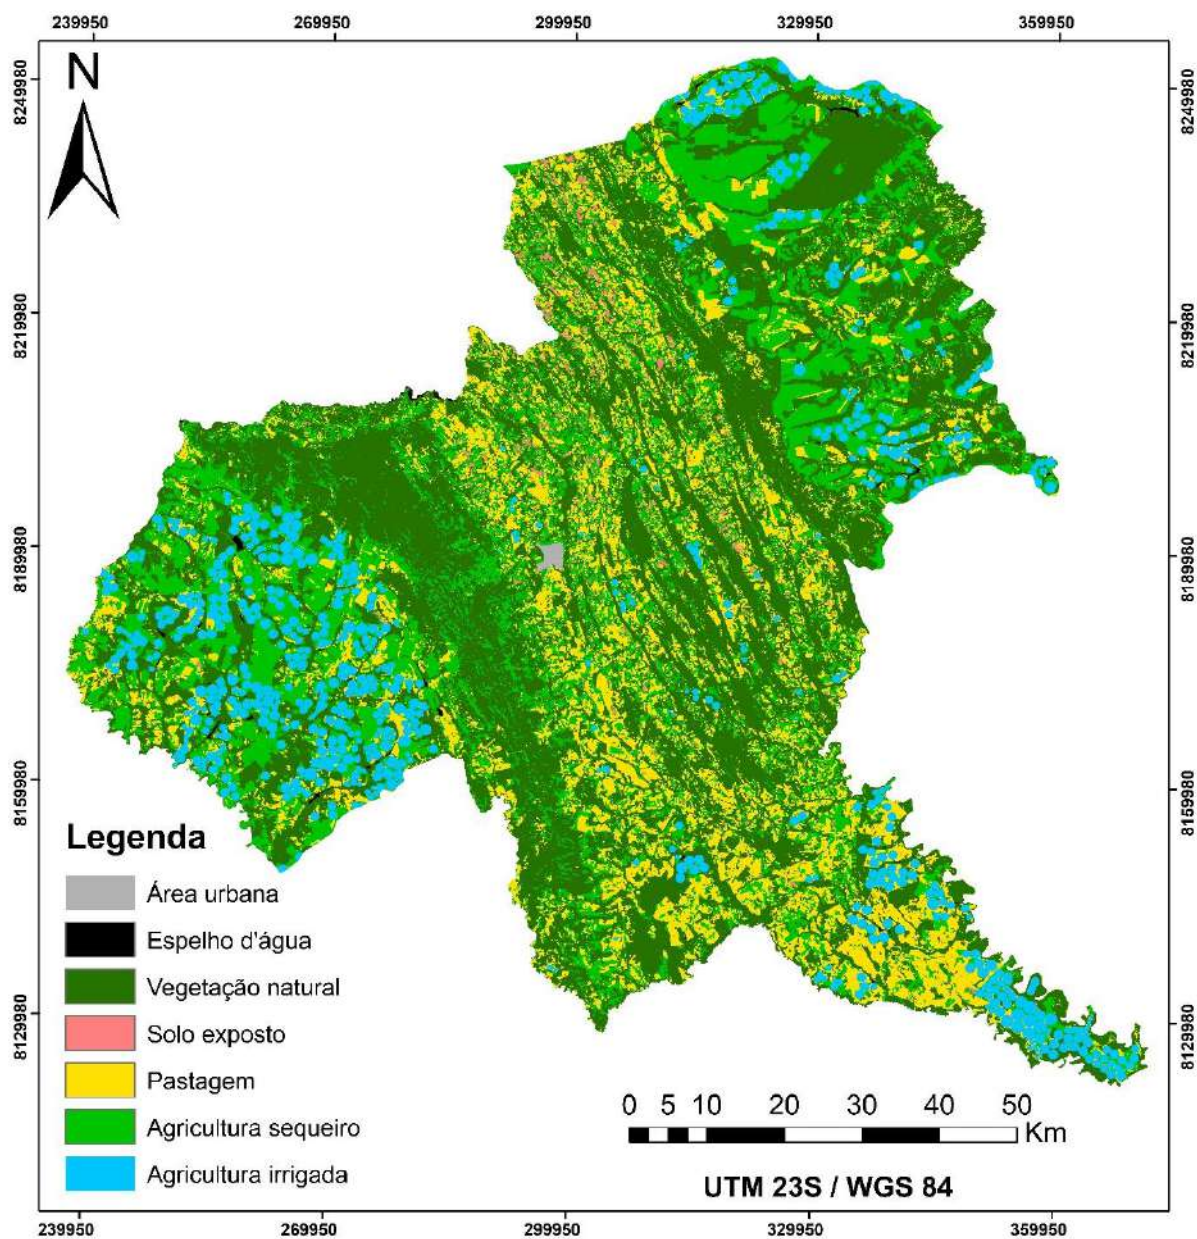 239950 269950 299950 329950 359950
N
8249980 8249980
8219980 8219980
8189980 8189980
8159980 8159980
Legenda
Área urbana
Espelho d'água
Vegetação natural
Solo exposto
8129980 8129980
Pastagem
Agricultura sequeiro
Agricultura irrigada
0 5 10 20 30 40 50
Km
UTM 23S / WGS 84
239950 269950 299950 329950 359950